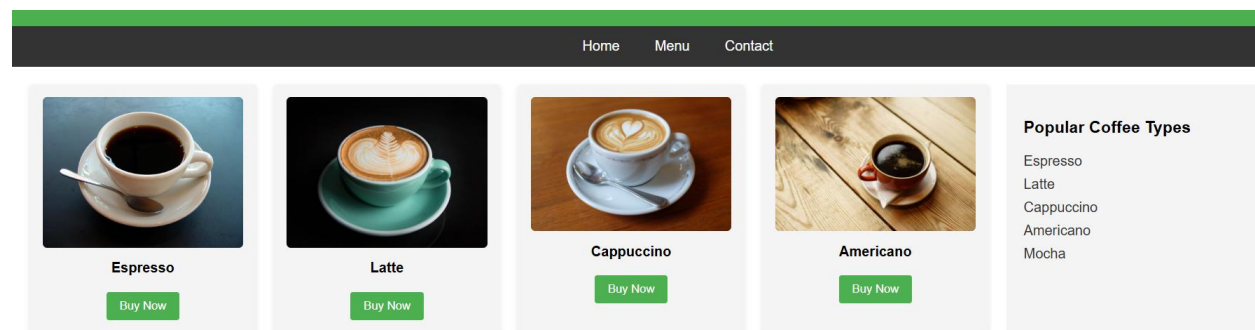 Home Menu Contact
Espresso
Buy Now
Latte
Buy Now
Cappuccino
Buy Now
Americano
Buy Now
Popular Coffee Types
Espresso
Latte
Cappuccino
Americano
Mocha